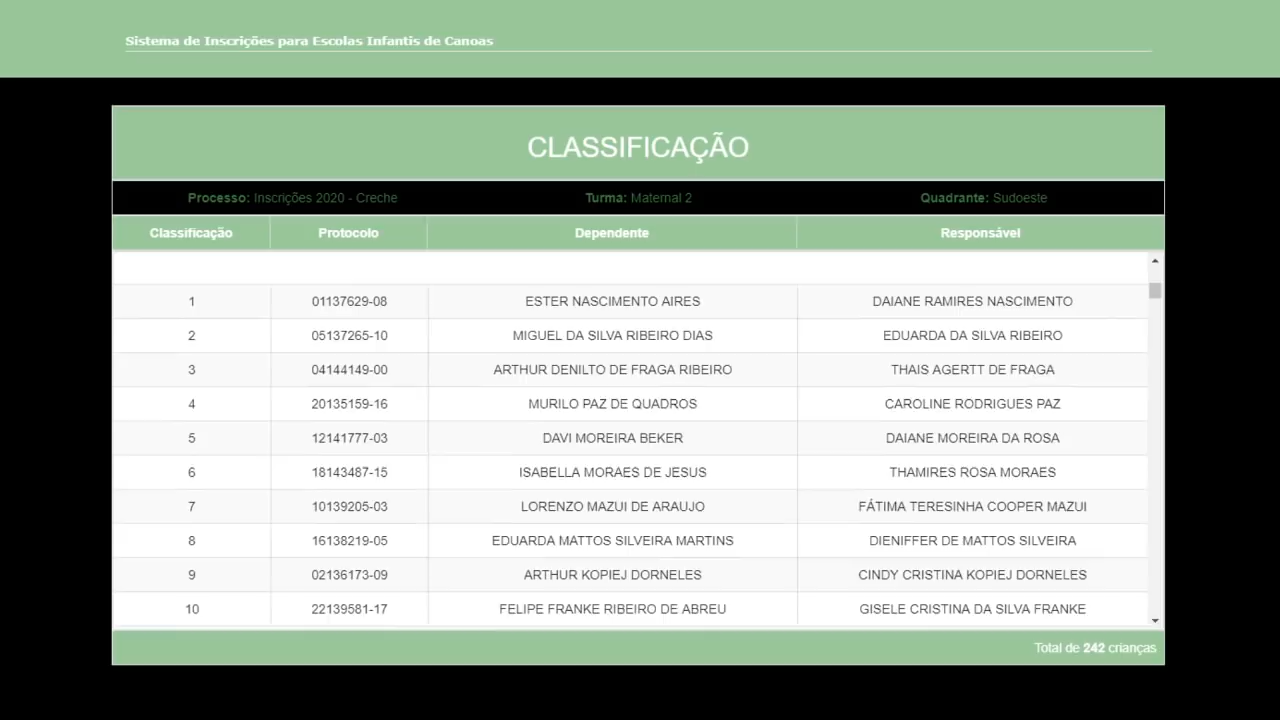 Sistema de Inscrições para Escolas Infantis de Canoas
CLASSIFICAÇÃO
Processo: Inscrições 2020 - Creche Turma: Maternal 2 Quadrante: Sudoeste
Classificação Protocolo Dependente Responsável
1 01137629-08 ESTER NASCIMENTO AIRES DAIANE RAMIRES NASCIMENTO
2 05137265-10 MIGUEL DA SILVA RIBEIRO DIAS EDUARDA DA SILVA RIBEIRO
3 04144149-00 ARTHUR DENILTO DE FRAGA RIBEIRO THAIS AGERTT DE FRAGA
4 20135159-16 MURILO PAZ DE QUADROS CAROLINE RODRIGUES PAZ
5 12141777-03 DAVI MOREIRA BEKER DAIANE MOREIRA DA ROSA
6 18143487-15 ISABELLA MORAES DE JESUS THAMIRES ROSA MORAES
7 10139205-03 LORENZO MAZUI DE ARAUJO FÁTIMA TERESINHA COOPER MAZUI
8 16138219-05 EDUARDA MATTOS SILVEIRA MARTINS DIENIFFER DE MATTOS SILVEIRA
9 02136173-09 ARTHUR KOPIEJ DORNELES CINDY CRISTINA KOPIEJ DORNELES
10 22139581-17 FELIPE FRANKE RIBEIRO DE ABREU GISELE CRISTINA DA SILVA FRANKE
Total de 242 crianças